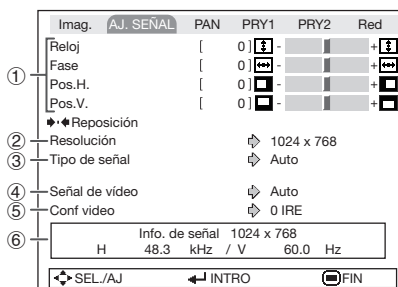 Imag. AJ. SEÑAL PAN PRY1 PRY2 Red
① Reloj [ 0 ] - +
Fase [ 0 ] - +
Pos.H. [ 0 ] - +
Pos.V. [ 0 ] - +
Reposición
② Resolución 1024 x 768
③ Tipo de señal Auto
④ Señal de vídeo Auto
⑤ Conf video 0 IRE
⑥ Info. de señal 1024 x 768
H 48.3 kHz / V 60.0 Hz
SEL./AJ INTRO FIN